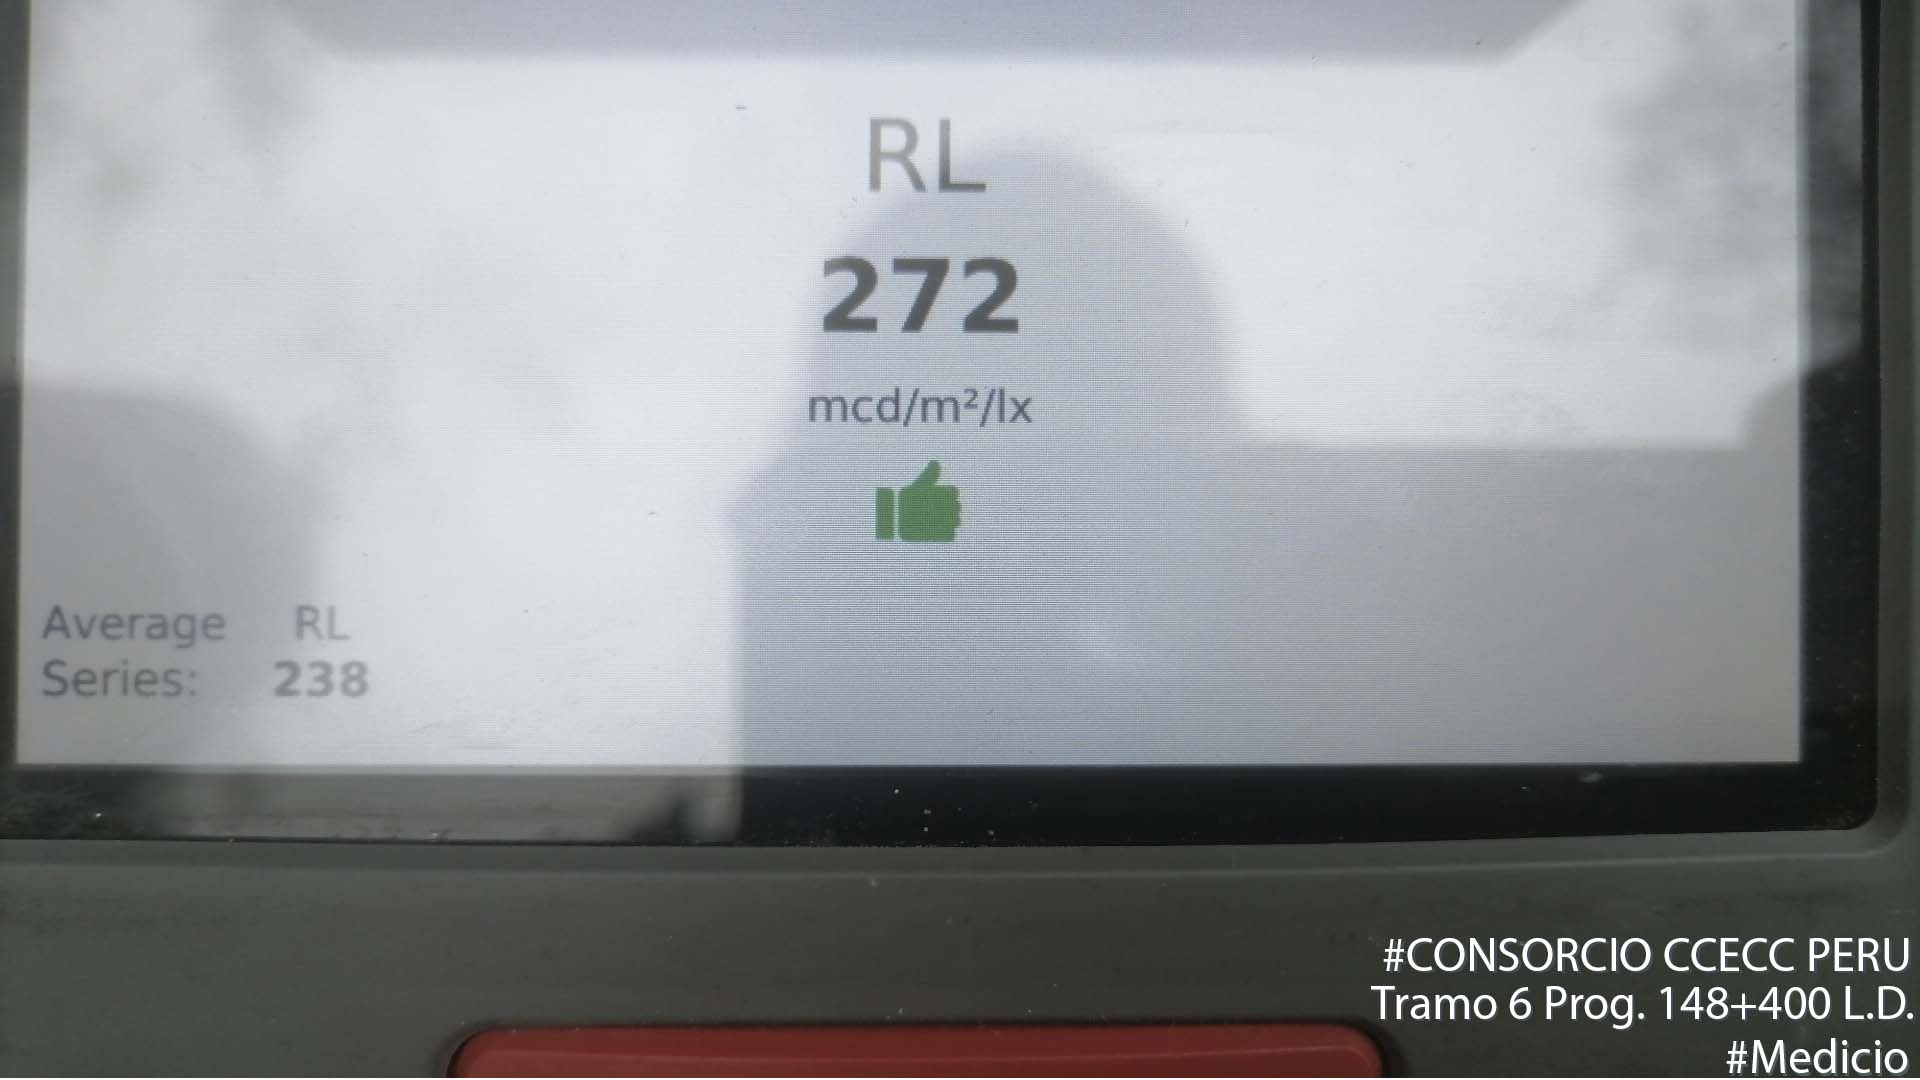 RL
272
mcd/m²/lx
Average RL
Series: 238
#CONSORCIO CCECC PERU
Tramo 6 Prog. 148+400 L.D.
#Medicio